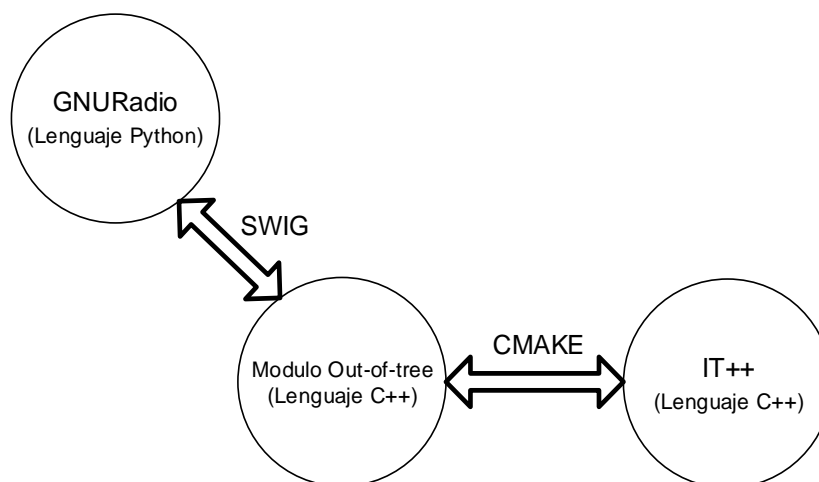 GNURadio
(Lenguaje Python)
SWIG
Modulo Out-of-tree
(Lenguaje C++)
CMAKE
IT++
(Lenguaje C++)